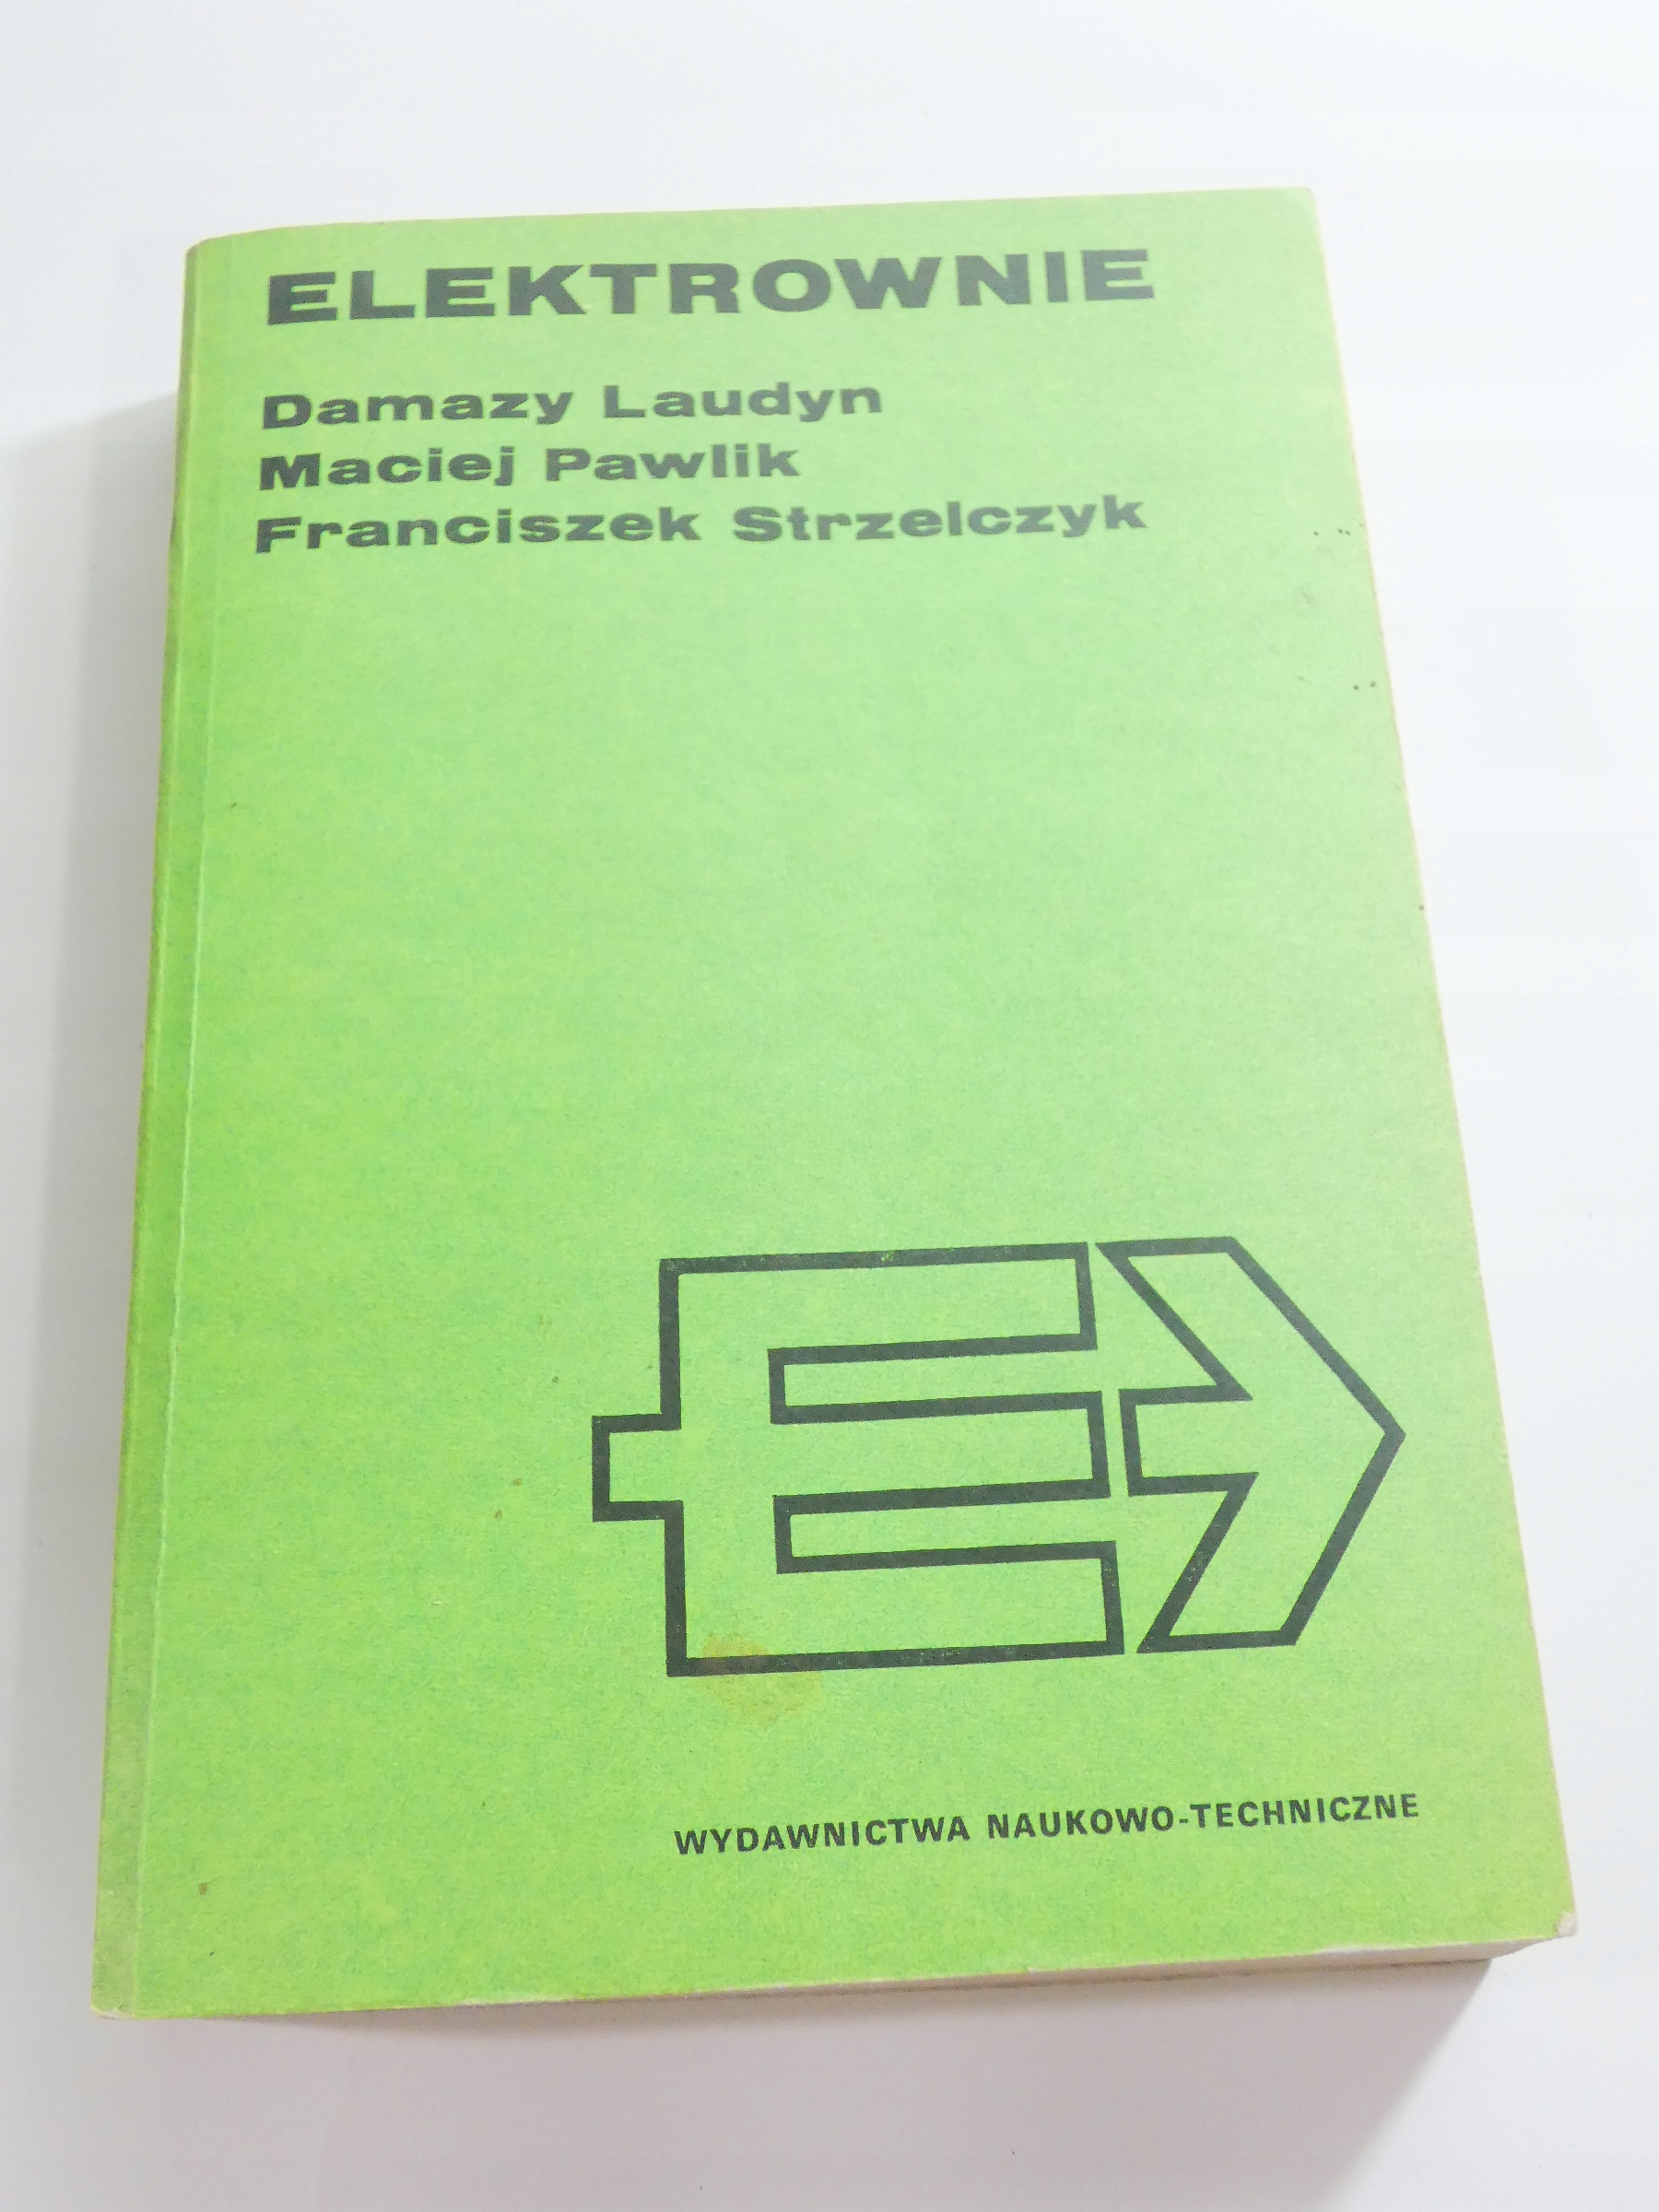 ELEKTROWNIE
Damazy Laudyn
Maciej Pawlik
Franciszek Strzelczyk
WYDAWNICTWA NAUKOWO-TECHNICZNE